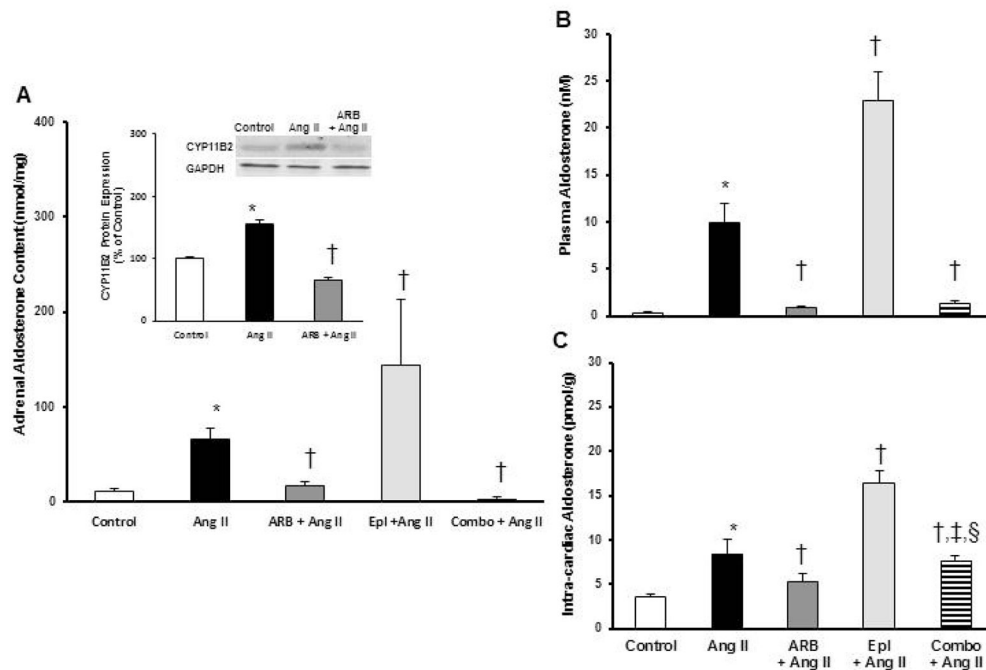 A
Adrenal Aldosterone Content (nmol/mg)
400
300
200
100
0
Control
Ang II
ARB + Ang II
Epl +Ang II
Combo + Ang II
*
†
†
†
CYP11B2 Protein Expression
(% of Control)
300
200
100
0
Control
Ang II
ARB
+ Ang II
CYP11B2
GAPDH
*
†
Control
Ang II
ARB + Ang II
B
Plasma Aldosterone (nM)
30
25
20
15
10
5
0
*
†
†
†
C
Intra-cardiac Aldosterone (pmol/g)
30
25
20
15
10
5
0
*
†
†
†,‡,§
Control
Ang II
ARB
+ Ang II
Epl
+ Ang II
Combo
+ Ang II